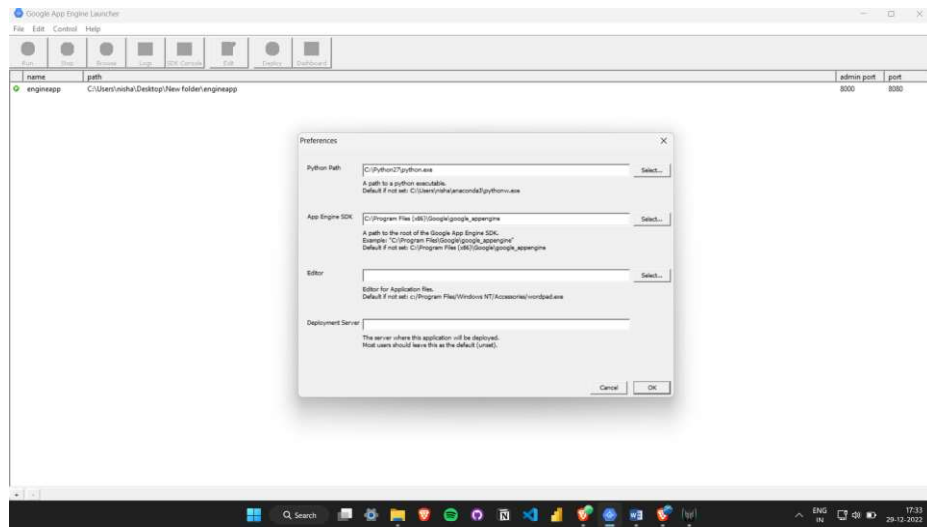 Google App Engine Launcher
File Edit Control Help
Run Stop Browse Logs SDK Console Edit Deploy Dashboard
name path admin port port
engineapp C:\Users\nisha\Desktop\New folder\engineapp 8000 8080
Preferences
Python Path C:\Python27\python.exe Select...
A path to a python executable.
Default if not set: C:\Users\nisha\anaconda3\pythonw.exe
App Engine SDK C:/Program Files (x86)\Google\google_appengine Select...
A path to the root of the Google App Engine SDK.
Example: "C:\Program Files\Google\google_appengine"
Default if not set: C:/Program Files (x86)\Google\google_appengine
Editor Select...
Editor for Application files.
Default if not set: c:/Program Files/Windows NT/Accessories/wordpad.exe
Deployment Server
The server where this application will be deployed.
Most users should leave this as the default (unset).
Cancel OK
Search ENG 17:33
IN 29-12-2022